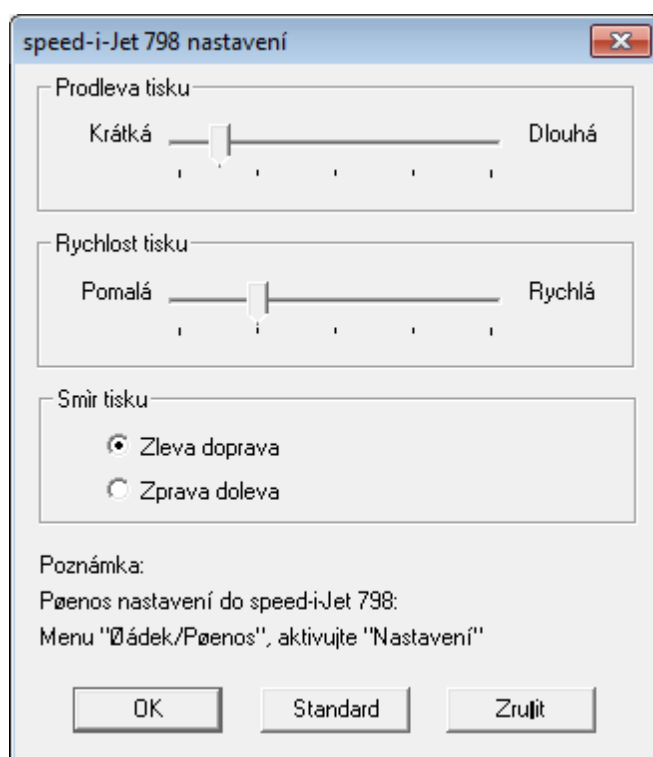 speed-i-Jet 798 nastavení
Prodleva tisku
Krátká
Dlouhá
Rychlost tisku
Pomalá
Rychlá
Smìr tisku
Zleva doprava
Zprava doleva
Poznámka:
Pøenos nastavení do speed-i-Jet 798:
Menu "Øádek/Pøenos", aktivujte "Nastavení"
OK
Standard